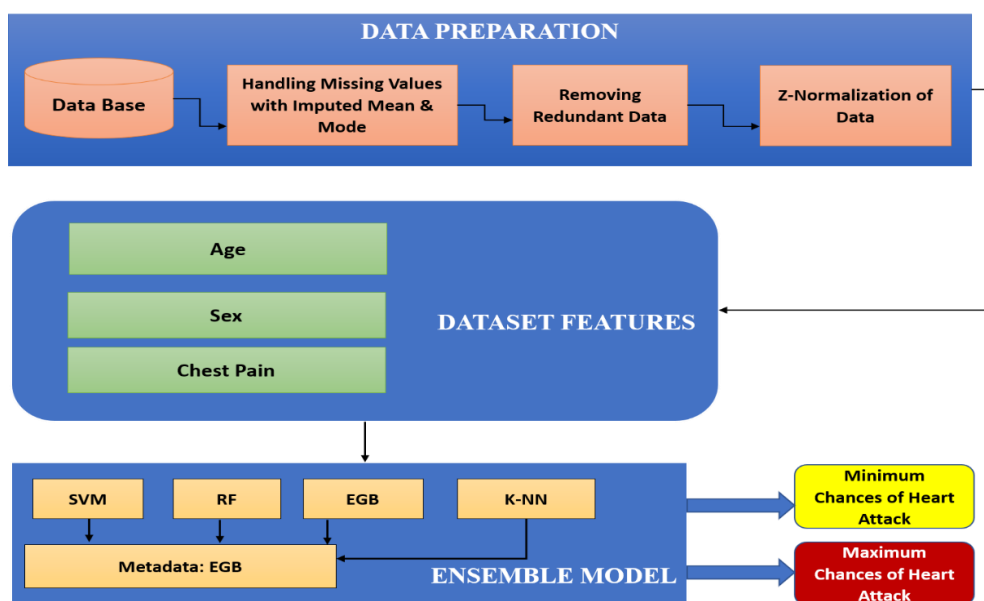 DATA PREPARATION
Data Base
Handling Missing Values
with Imputed Mean &
Mode
Removing
Redundant Data
Z-Normalization of
Data
Age
Sex
Chest Pain
DATASET FEATURES
SVM
RF
EGB
K-NN
Metadata: EGB
ENSEMBLE MODEL
Minimum
Chances of Heart
Attack
Maximum
Chances of Heart
Attack